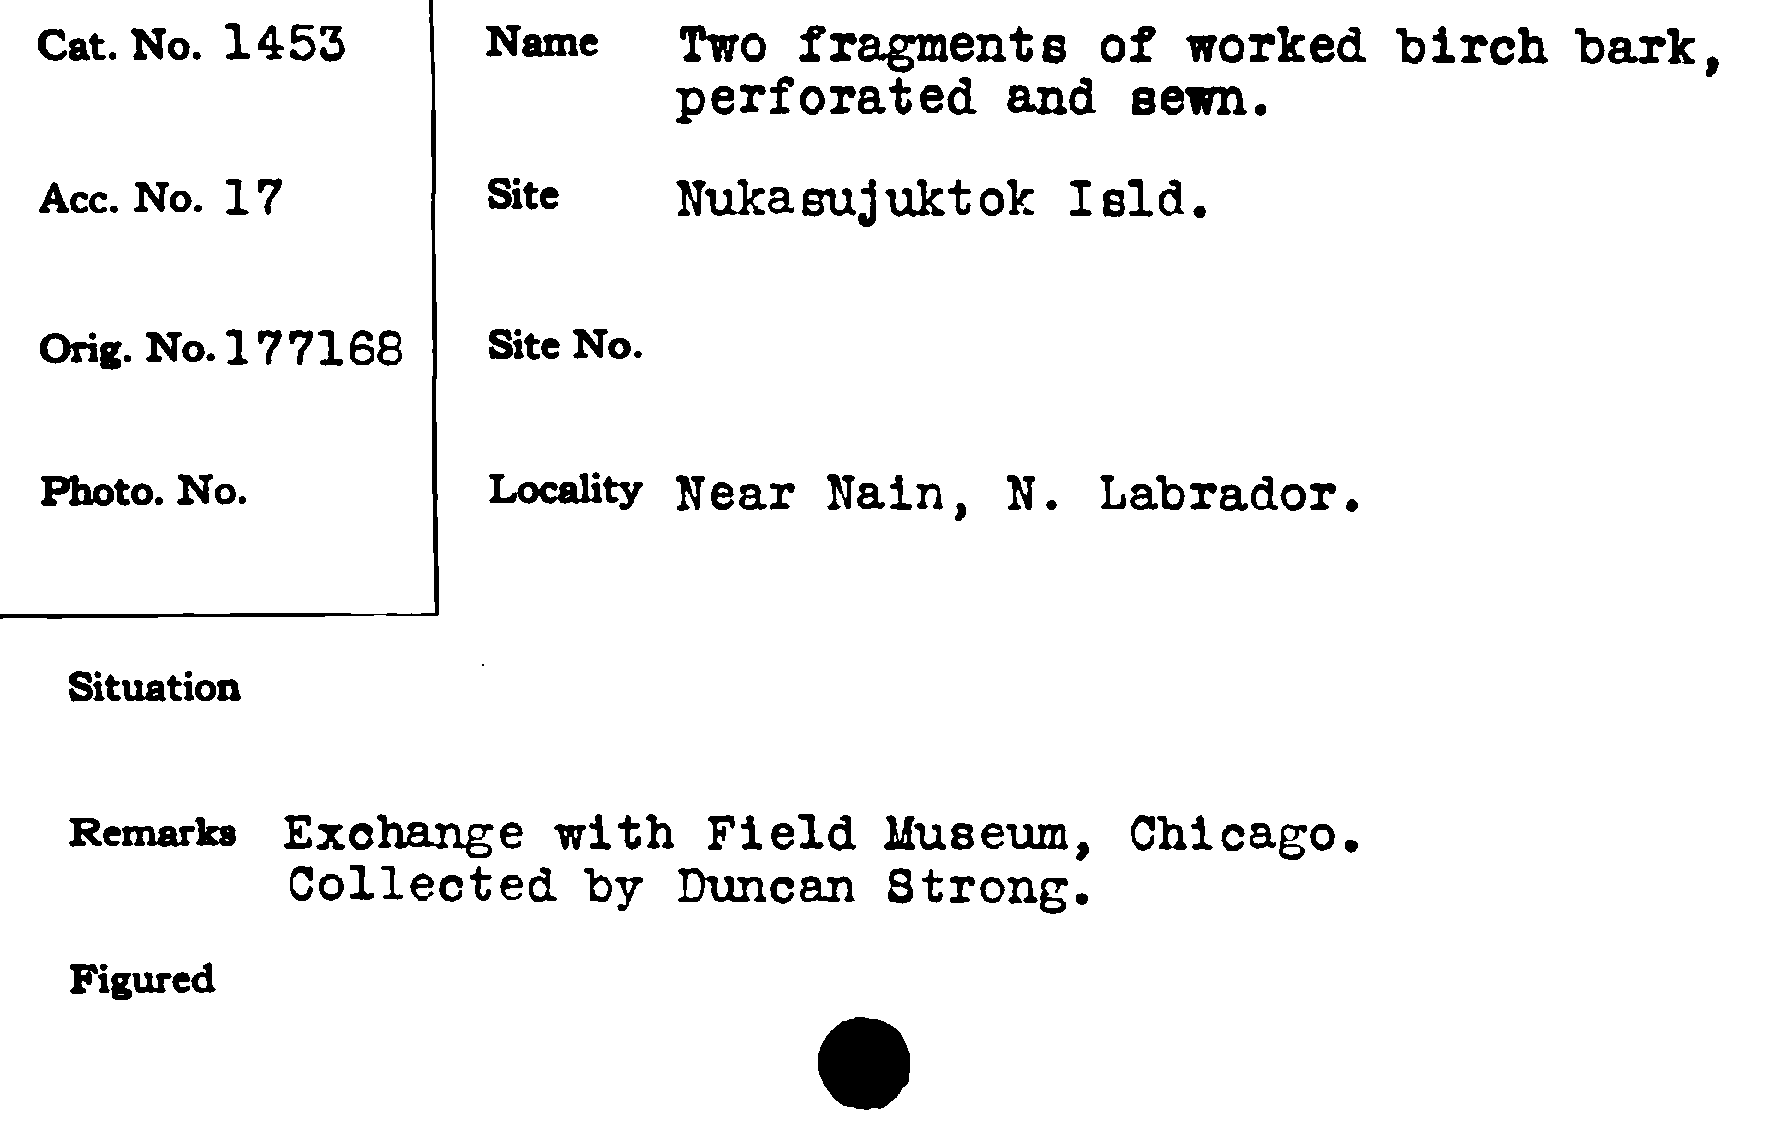 Cat. No. 1453
Name Two fragments of worked birch bark,
perforated and sewn.
Acc. No. 17
Site Nukasujuktok Isld.
Orig. No. 177168
Site No.
Photo. No.
Locality Near Nain, N. Labrador.
Situation
Remarks Exchange with Field Museum, Chicago.
Collected by Duncan Strong.
Figured